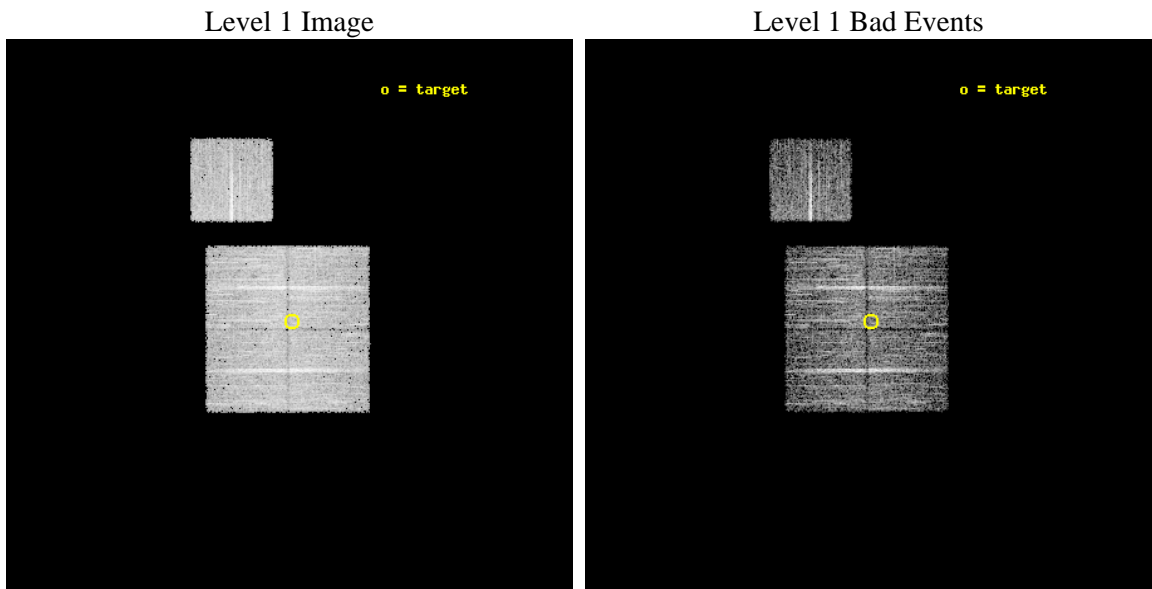 Level 1 Image
Level 1 Bad Events
o = target
o = target